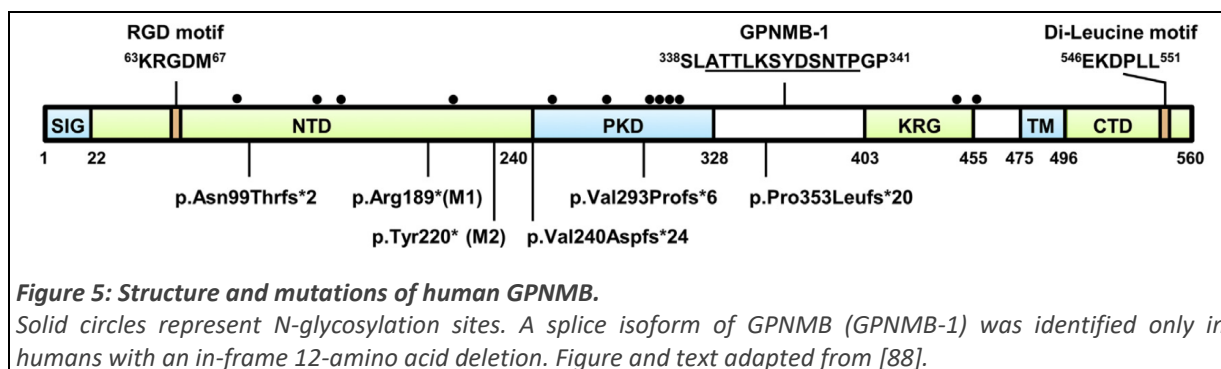 RGD motif GPNMB-1 Di-Leucine motif
⁶³KRGDM⁶⁷ ³³⁸SLATTLKSYDSNTPGP³⁴¹ ⁵⁴⁶EKDPLL⁵⁵¹
SIG NTD PKD KRG TM CTD
1 22 240 328 403 455 475 496 560
p.Asn99Thrfs*2 p.Arg189*(M1) p.Val293Profs*6 p.Pro353Leufs*20
p.Tyr220* (M2) p.Val240Aspfs*24
Figure 5: Structure and mutations of human GPNMB.
Solid circles represent N-glycosylation sites. A splice isoform of GPNMB (GPNMB-1) was identified only in
humans with an in-frame 12-amino acid deletion. Figure and text adapted from [88].